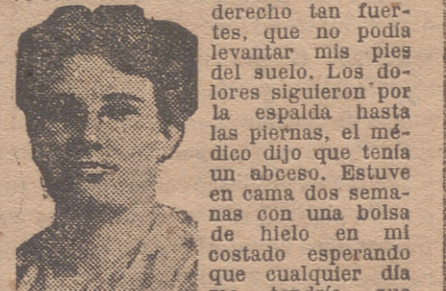 derecho tan fuer-
tes, que no podía
levantar mis pies
del suelo. Los do-
lores siguieron por
la espalda hasta
las piernas, el mé-
dico dijo que tenía
un abceso. Estuve
en cama dos sema-
nas con una bolsa
de hielo en mi
costado esperando
que cualquier día